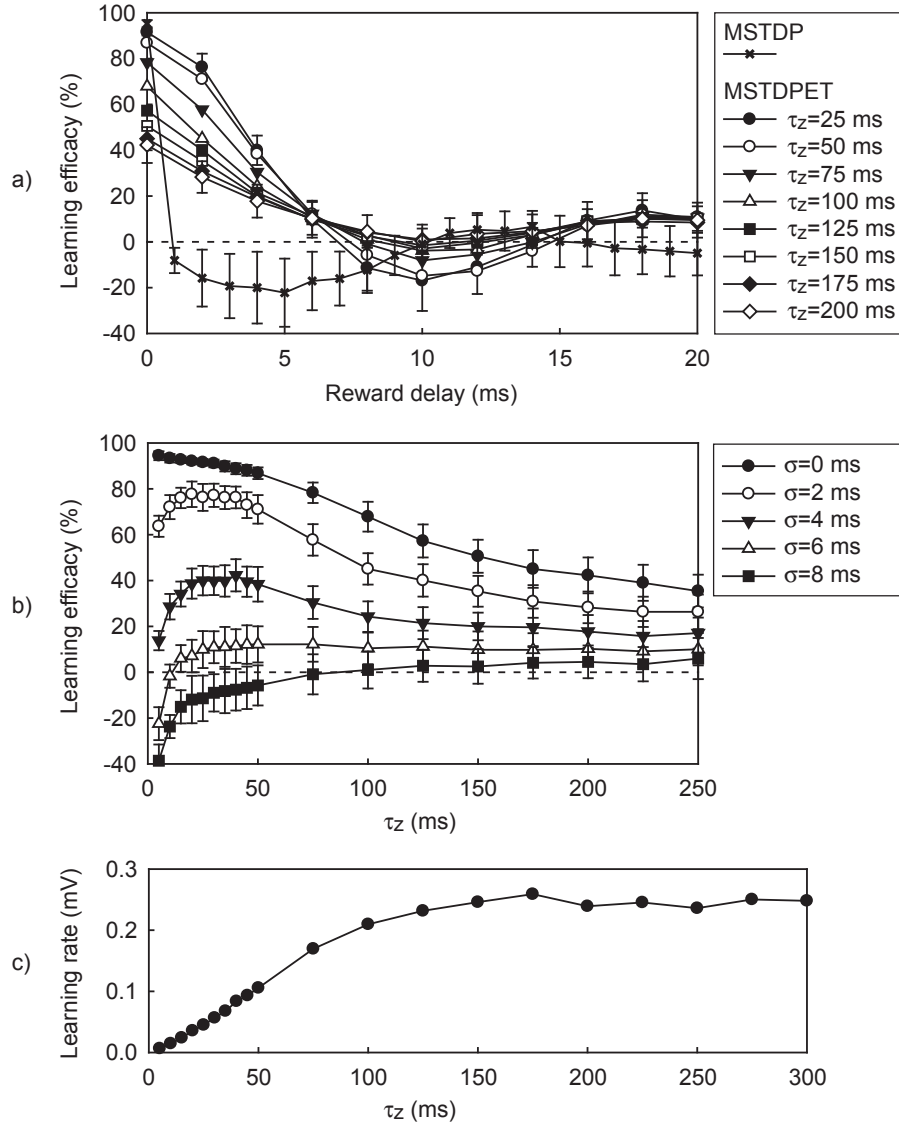 a)
Learning efficacy (%)
100
80
60
40
20
0
-20
-40
0
5
10
15
20
Reward delay (ms)
MSTDP
MSTDPET
τz=25 ms
τz=50 ms
τz=75 ms
τz=100 ms
τz=125 ms
τz=150 ms
τz=175 ms
τz=200 ms
b)
Learning efficacy (%)
100
80
60
40
20
0
-20
-40
0
50
100
150
200
250
τz (ms)
σ=0 ms
σ=2 ms
σ=4 ms
σ=6 ms
σ=8 ms
c)
Learning rate (mV)
0.3
0.2
0.1
0.0
0
50
100
150
200
250
300
τz (ms)